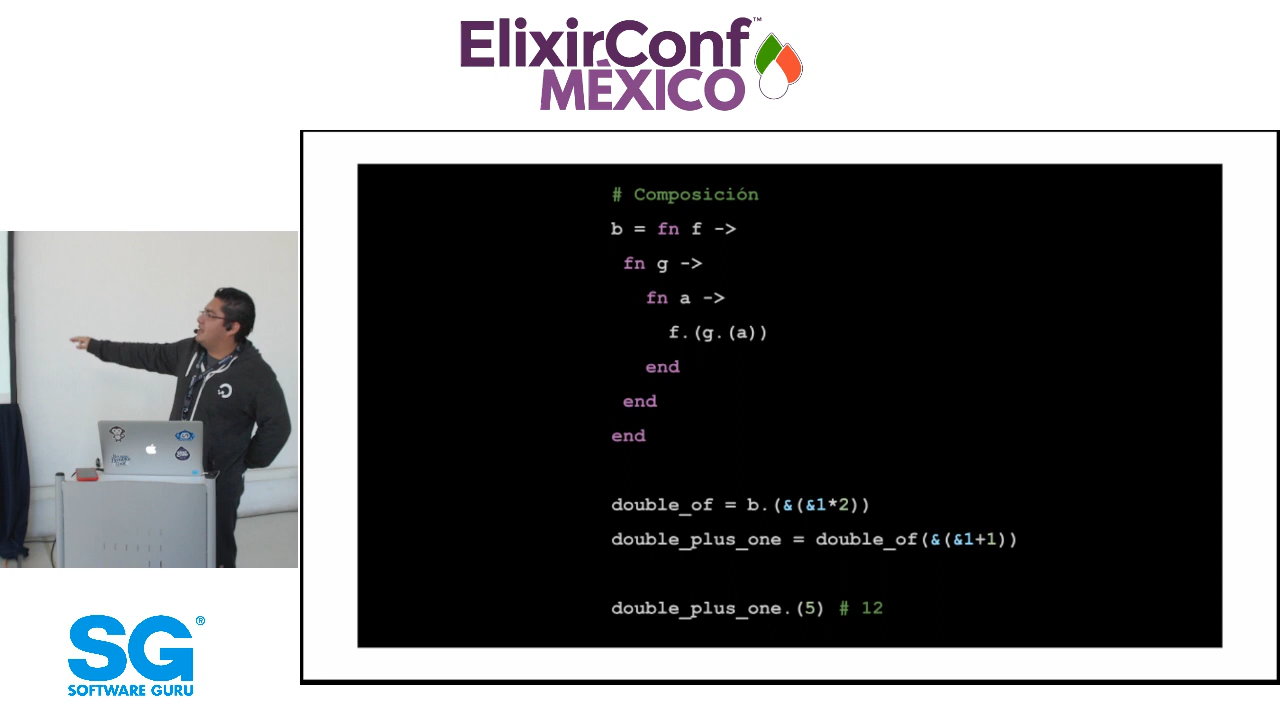 ElixirConf™
MÉXICO
# Composición
b = fn f ->
fn g ->
fn a ->
f.(g.(a))
end
end
end
double_of = b.(&(&1*2))
double_plus_one = double_of(&(&1+1))
double_plus_one.(5) # 12
SG®
SOFTWARE GURU